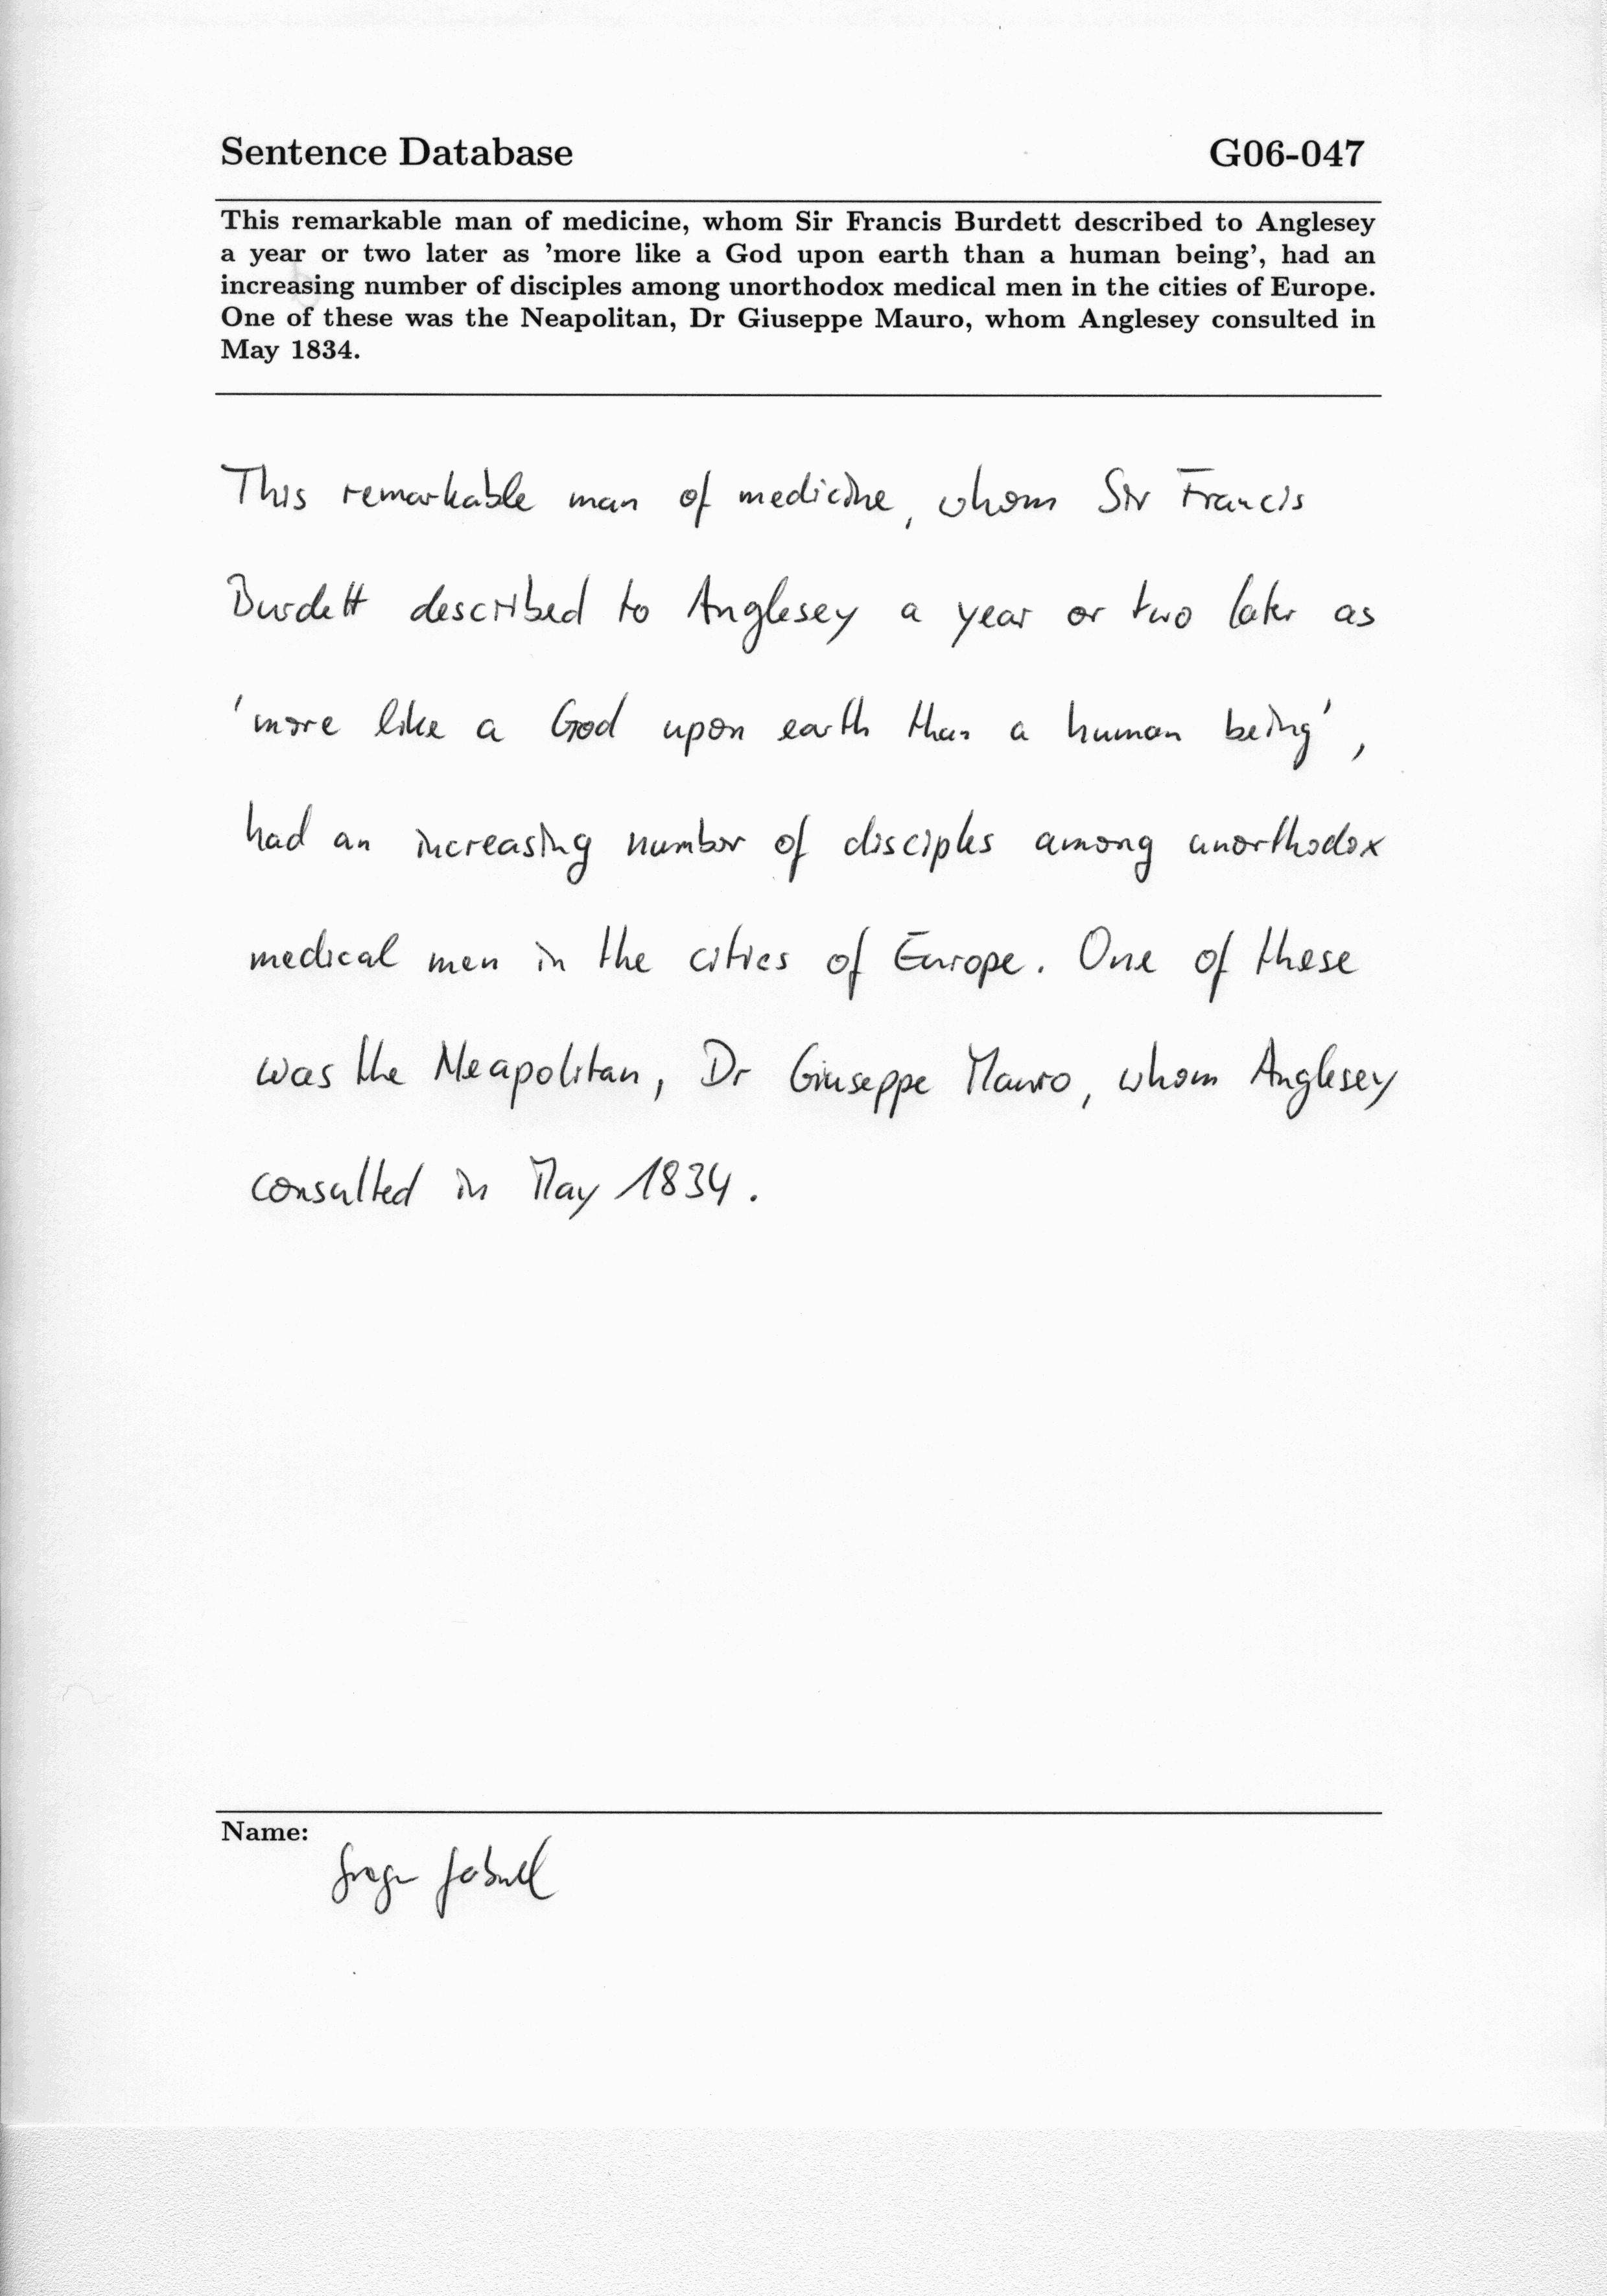 Sentence Database G06-047
This remarkable man of medicine, whom Sir Francis Burdett described to Anglesey
a year or two later as 'more like a God upon earth than a human being', had an
increasing number of disciples among unorthodox medical men in the cities of Europe.
One of these was the Neapolitan, Dr Giuseppe Mauro, whom Anglesey consulted in
May 1834.
This remarkable man of medicine, whom Sir Francis
Burdett described to Anglesey a year or two later as
'more like a God upon earth than a human being',
had an increasing number of disciples among unorthodox
medical men in the cities of Europe. One of these
was the Neapolitan, Dr Giuseppe Mauro, whom Anglesey
consulted in May 1834.
Name: